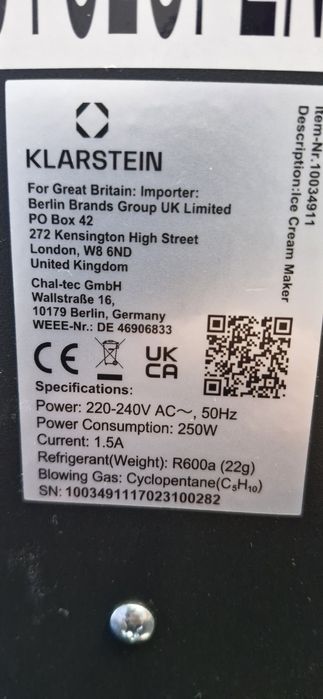 KLARSTEIN
For Great Britain: Importer:
Berlin Brands Group UK Limited
PO Box 42
272 Kensington High Street
London, W8 6ND
United Kingdom
Chal-tec GmbH
Wallstraße 16,
10179 Berlin, Germany
WEEE-Nr.: DE 46906833
CE
UK
CA
Specifications:
Power: 220-240V AC～, 50Hz
Power Consumption: 250W
Current: 1.5A
Refrigerant(Weight): R600a (22g)
Blowing Gas: Cyclopentane(C₅H₁₀)
SN: 1003491117023100282
Item-Nr.10034911
Description:Ice Cream Maker